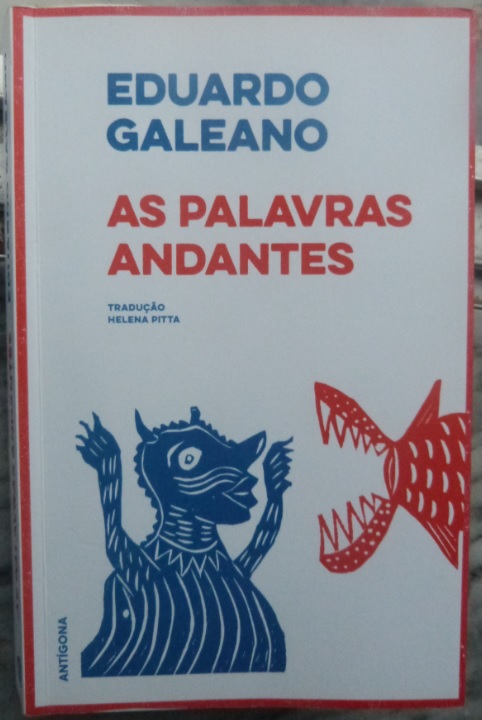 EDUARDO
GALEANO
AS PALAVRAS
ANDANTES
TRADUÇÃO
HELENA PITTA
ANTÍGONA